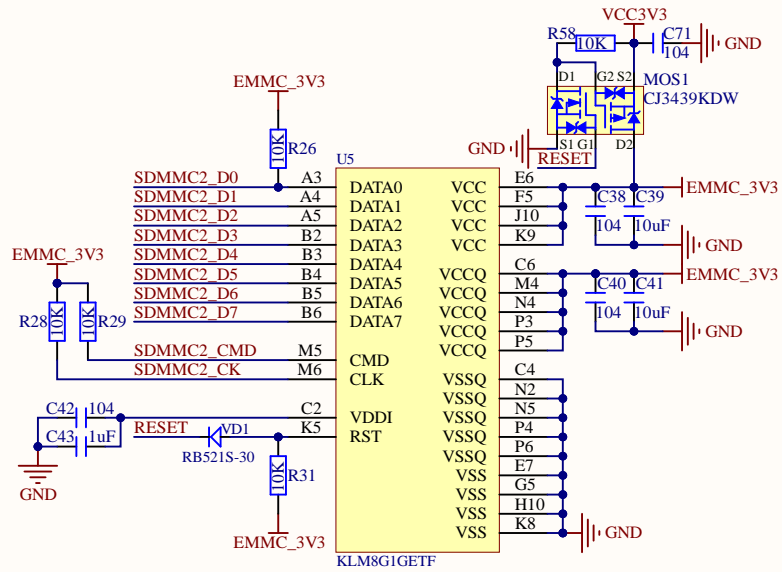 VCC3V3
R58
10K
C71
104
GND
D1
G2
S2
MOS1
CJ3439KDW
S1
G1
D2
GND
RESET
EMMC_3V3
10K
R26
U5
SDMMC2_D0
A3
DATA0
VCC
E6
EMMC_3V3
SDMMC2_D1
A4
DATA1
VCC
F5
C38
C39
SDMMC2_D2
A5
DATA2
VCC
J10
104
10uF
SDMMC2_D3
B2
DATA3
VCC
K9
GND
SDMMC2_D4
B3
DATA4
EMMC_3V3
SDMMC2_D5
B4
DATA5
VCCQ
C6
EMMC_3V3
SDMMC2_D6
B5
DATA6
VCCQ
M4
C40
C41
SDMMC2_D7
B6
DATA7
VCCQ
N4
104
10uF
R28
10K
10K
R29
VCCQ
P3
GND
VCCQ
P5
SDMMC2_CMD
M5
CMD
SDMMC2_CK
M6
CLK
VSSQ
C4
VSSQ
N2
C42
104
C2
VDDI
VSSQ
N5
C43
1uF
RESET
VD1
K5
RST
VSSQ
P4
RB521S-30
VSSQ
P6
10K
R31
VSS
E7
GND
VSS
G5
VSS
H10
VSS
K8
GND
EMMC_3V3
KLM8G1GETF